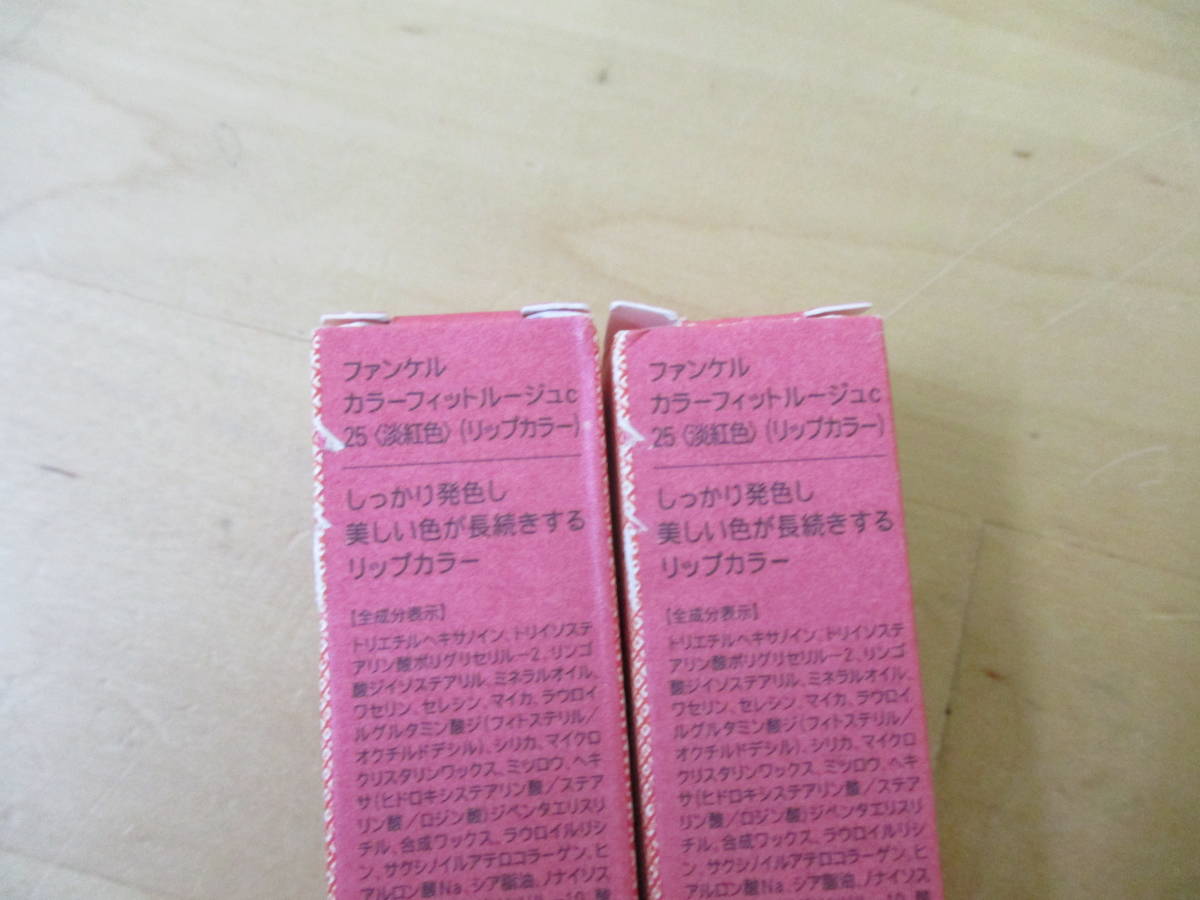 ファンケル
カラーフィットルージュc
25〈淡紅色〉(リップカラー)
しっかり発色し
美しい色が長続きする
リップカラー
【全成分表示】
トリエチルヘキサノイン、トリイソステ
アリン酸ポリグリセリル－2、リンゴ
酸ジイソステアリル、ミネラルオイル、
ワセリン、セレシン、マイカ、ラウロイ
ルグルタミン酸ジ(フィトステリル／
オクチルドデシル)、シリカ、マイクロ
クリスタリンワックス、ミツロウ、ヘキ
サ(ヒドロキシステアリン酸／ステア
リン酸／ロジン酸)ジペンタエリスリ
チル、合成ワックス、ラウロイルリシ
ン、サクシノイルアテロコラーゲン、ヒ
アルロン酸Na、シア脂油、ノナイソス
ファンケル
カラーフィットルージュc
25〈淡紅色〉(リップカラー)
しっかり発色し
美しい色が長続きする
リップカラー
【全成分表示】
トリエチルヘキサノイン、トリイソステ
アリン酸ポリグリセリル－2、リンゴ
酸ジイソステアリル、ミネラルオイル、
ワセリン、セレシン、マイカ、ラウロイ
ルグルタミン酸ジ(フィトステリル／
オクチルドデシル)、シリカ、マイクロ
クリスタリンワックス、ミツロウ、ヘキ
サ(ヒドロキシステアリン酸／ステア
リン酸／ロジン酸)ジペンタエリスリ
チル、合成ワックス、ラウロイルリシ
ン、サクシノイルアテロコラーゲン、ヒ
アルロン酸Na、シア脂油、ノナイソス